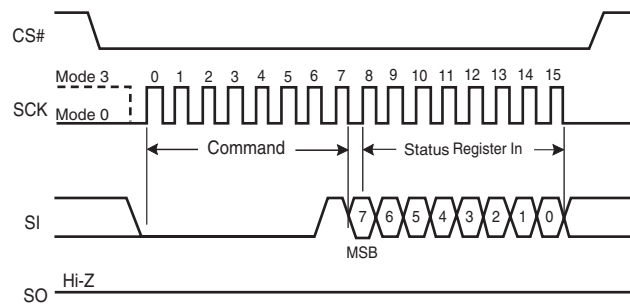 CS#
Mode 3
0 1 2 3 4 5 6 7 8 9 10 11 12 13 14 15
SCK
Mode 0
Command
Status Register In
SI
7 6 5 4 3 2 1 0
MSB
Hi-Z
SO